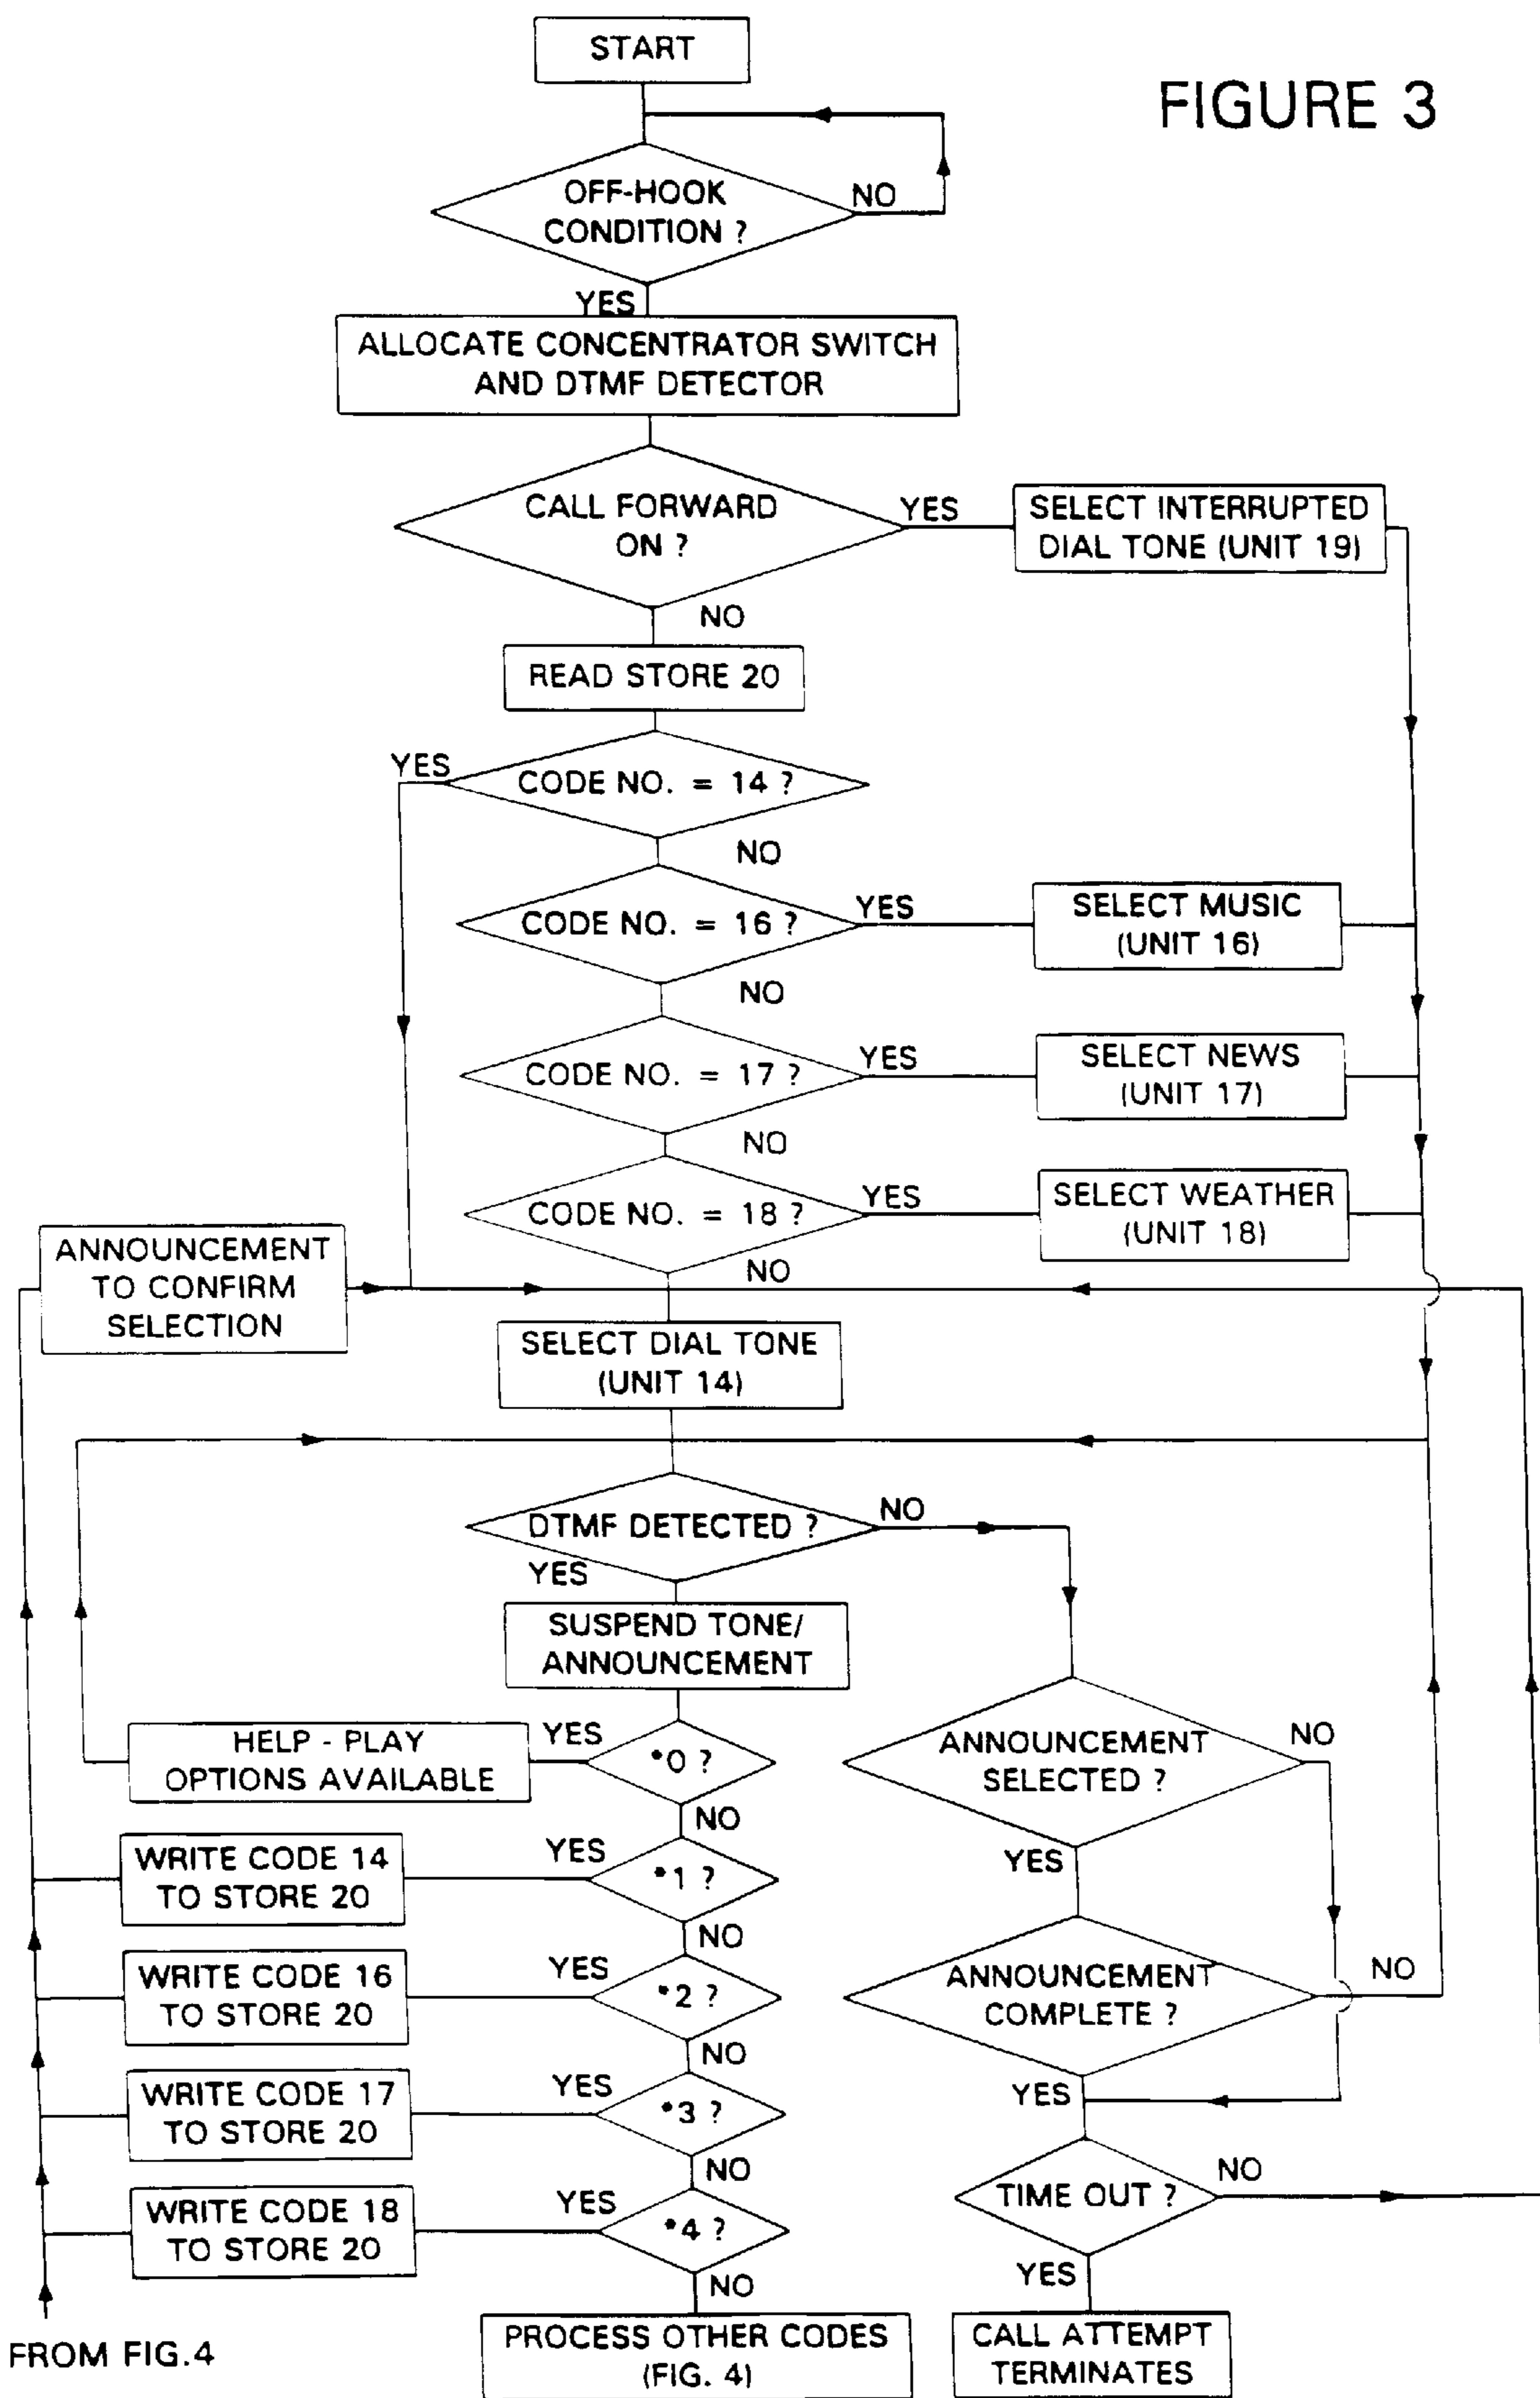 START
FIGURE 3
OFF-HOOK
CONDITION ?
NO
YES
ALLOCATE CONCENTRATOR SWITCH
AND DTMF DETECTOR
CALL FORWARD
ON ?
YES
SELECT INTERRUPTED
DIAL TONE (UNIT 19)
NO
READ STORE 20
YES
CODE NO. = 14 ?
NO
CODE NO. = 16 ?
YES
SELECT MUSIC
(UNIT 16)
NO
CODE NO. = 17 ?
YES
SELECT NEWS
(UNIT 17)
NO
CODE NO. = 18 ?
YES
SELECT WEATHER
(UNIT 18)
NO
ANNOUNCEMENT
TO CONFIRM
SELECTION
SELECT DIAL TONE
(UNIT 14)
DTMF DETECTED ?
NO
YES
SUSPEND TONE/
ANNOUNCEMENT
HELP - PLAY
OPTIONS AVAILABLE
YES
*0 ?
NO
ANNOUNCEMENT
SELECTED ?
NO
YES
WRITE CODE 14
TO STORE 20
YES
*1 ?
NO
WRITE CODE 16
TO STORE 20
YES
*2 ?
NO
ANNOUNCEMENT
COMPLETE ?
NO
YES
WRITE CODE 17
TO STORE 20
YES
*3 ?
NO
TIME OUT ?
NO
YES
WRITE CODE 18
TO STORE 20
YES
*4 ?
NO
FROM FIG.4
PROCESS OTHER CODES
(FIG. 4)
CALL ATTEMPT
TERMINATES